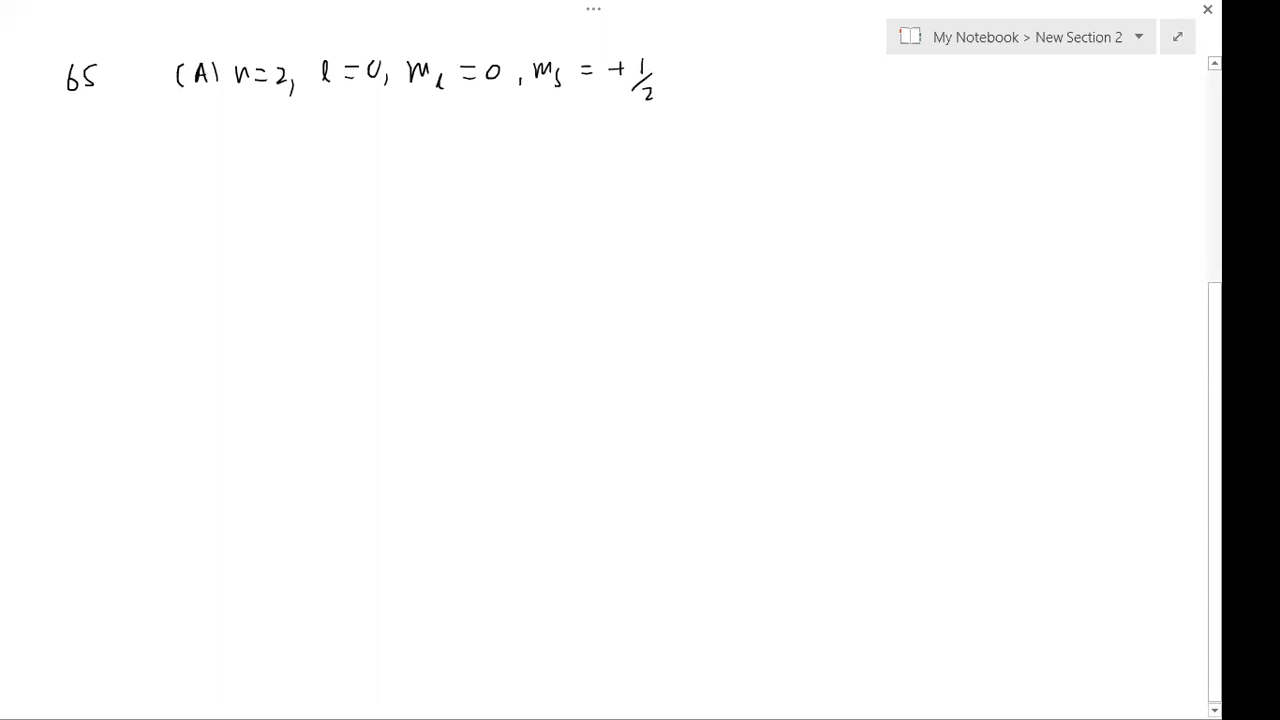 My Notebook > New Section 2
65 (A) n=2, l=0, mₗ=0, mₛ = +1/2